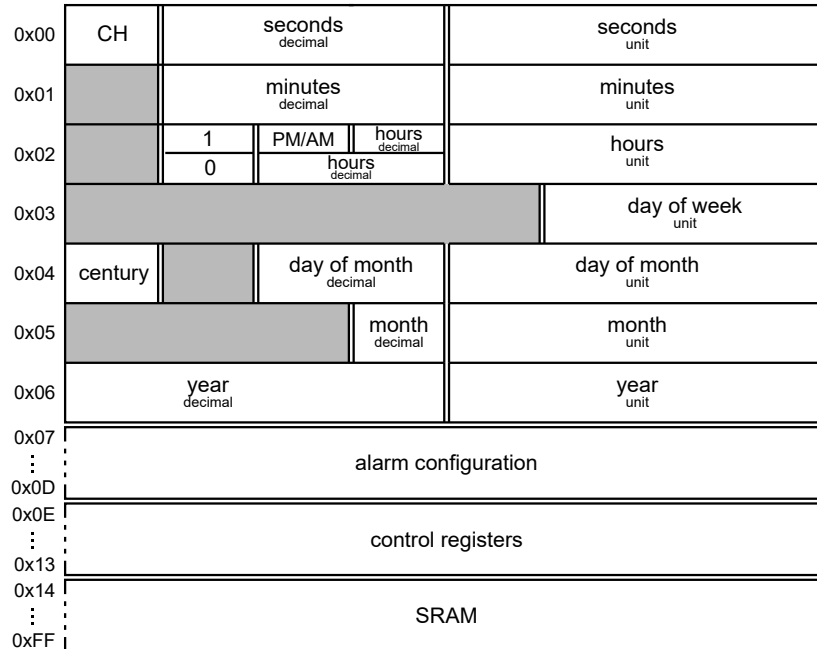 0x00 CH seconds seconds
decimal unit
0x01 minutes minutes
decimal unit
0x02 1 PM/AM hours hours
decimal unit
0 hours
decimal
0x03 day of week
unit
0x04 century day of month day of month
decimal unit
0x05 month month
decimal unit
0x06 year year
decimal unit
0x07
alarm configuration
0x0D
0x0E
control registers
0x13
0x14
SRAM
0xFF